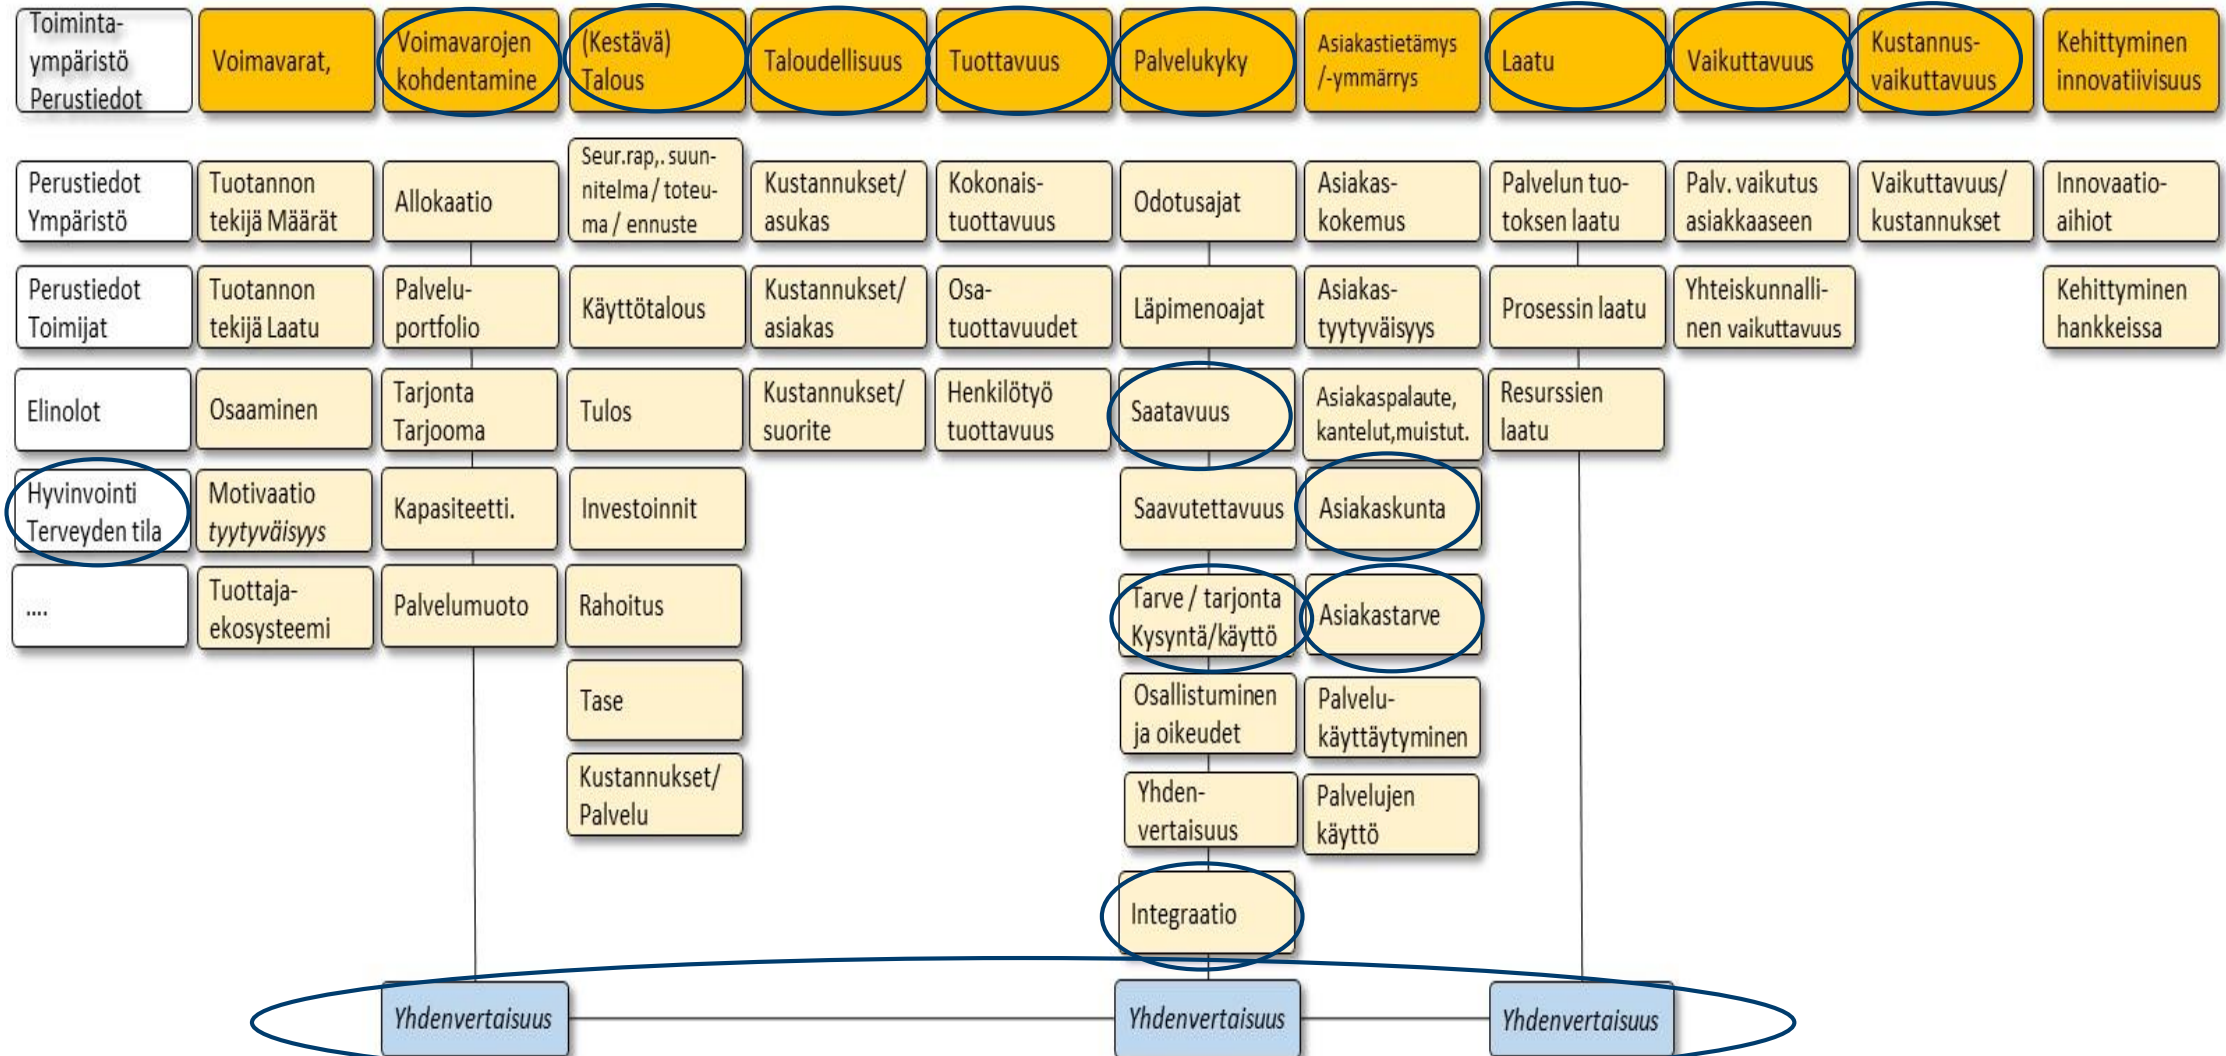 Toiminta-
ympäristö
Perustiedot
Voimavarat,
Voimavarojen
kohdentamine
(Kestävä)
Talous
Taloudellisuus
Tuottavuus
Palvelukyky
Asiakastietämys
/-ymmärrys
Laatu
Vaikuttavuus
Kustannus-
vaikuttavuus
Kehittyminen
innovatiivisuus
Perustiedot
Ympäristö
Tuotannon
tekijä Määrät
Allokaatio
Seur.rap,. suun-
nitelma / toteu-
ma / ennuste
Kustannukset/
asukas
Kokonais-
tuottavuus
Odotusajat
Asiakas-
kokemus
Palvelun tuo-
toksen laatu
Palv. vaikutus
asiakkaaseen
Vaikuttavuus/
kustannukset
Innovaatio-
aihiot
Perustiedot
Toimijat
Tuotannon
tekijä Laatu
Palvelu-
portfolio
Käyttötalous
Kustannukset/
asiakas
Osa-
tuottavuudet
Läpimenoajat
Asiakas-
tyytyväisyys
Prosessin laatu
Yhteiskunnalli-
nen vaikuttavuus
Kehittyminen
hankkeissa
Elinolot
Osaaminen
Tarjonta
Tarjooma
Tulos
Kustannukset/
suorite
Henkilötyö
tuottavuus
Saatavuus
Asiakaspalaute,
kantelut,muistut.
Resurssien
laatu
Hyvinvointi
Terveyden tila
Motivaatio
tyytyväisyys
Kapasiteetti.
Investoinnit
Saavutettavuus
Asiakaskunta
....
Tuottaja-
ekosysteemi
Palvelumuoto
Rahoitus
Tarve / tarjonta
Kysyntä/käyttö
Asiakastarve
Tase
Osallistuminen
ja oikeudet
Palvelu-
käyttäytyminen
Kustannukset/
Palvelu
Yhden-
vertaisuus
Palvelujen
käyttö
Integraatio
Yhdenvertaisuus
Yhdenvertaisuus
Yhdenvertaisuus